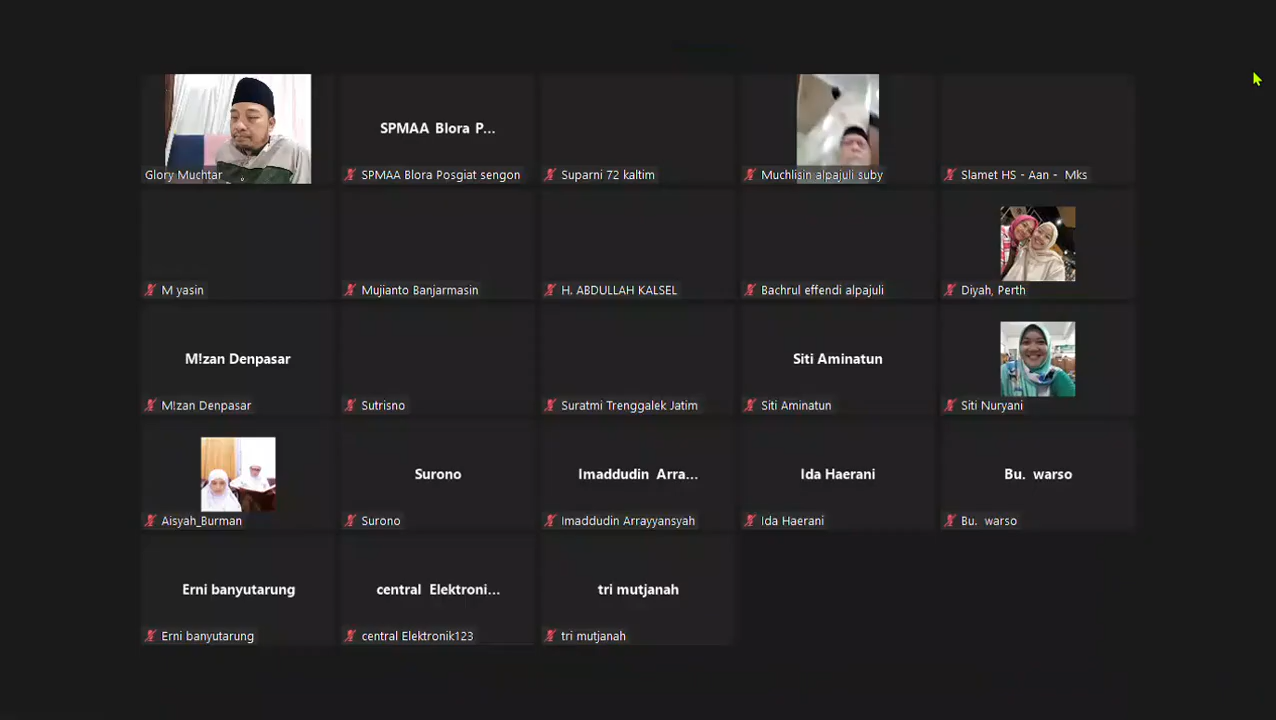 SPMAA Blora P...
Glory Muchtar
SPMAA Blora Posgiat sengon
Suparni 72 kaltim
Muchlisin alpajuli suby
Slamet HS - Aan - Mks
M yasin
Mujianto Banjarmasin
H. ABDULLAH KALSEL
Bachrul effendi alpajuli
Diyah, Perth
M!zan Denpasar
Siti Aminatun
M!zan Denpasar
Sutrisno
Suratmi Trenggalek Jatim
Siti Aminatun
Siti Nuryani
Surono
Imaddudin Arra...
Ida Haerani
Bu. warso
Aisyah_Burman
Surono
Imaddudin Arrayyansyah
Ida Haerani
Bu. warso
Erni banyutarung
central Elektroni...
tri mutjanah
Erni banyutarung
central Elektronik123
tri mutjanah